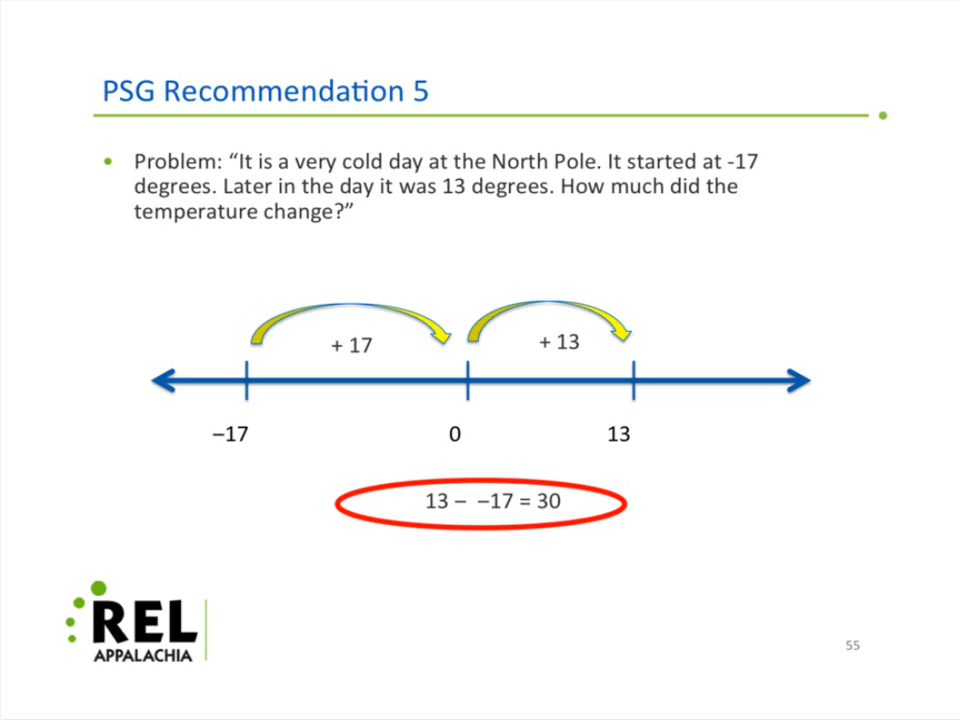 PSG Recommendation 5
• Problem: “It is a very cold day at the North Pole. It started at -17
degrees. Later in the day it was 13 degrees. How much did the
temperature change?”
+ 17
+ 13
–17
0
13
13 – –17 = 30
REL
APPALACHIA
55